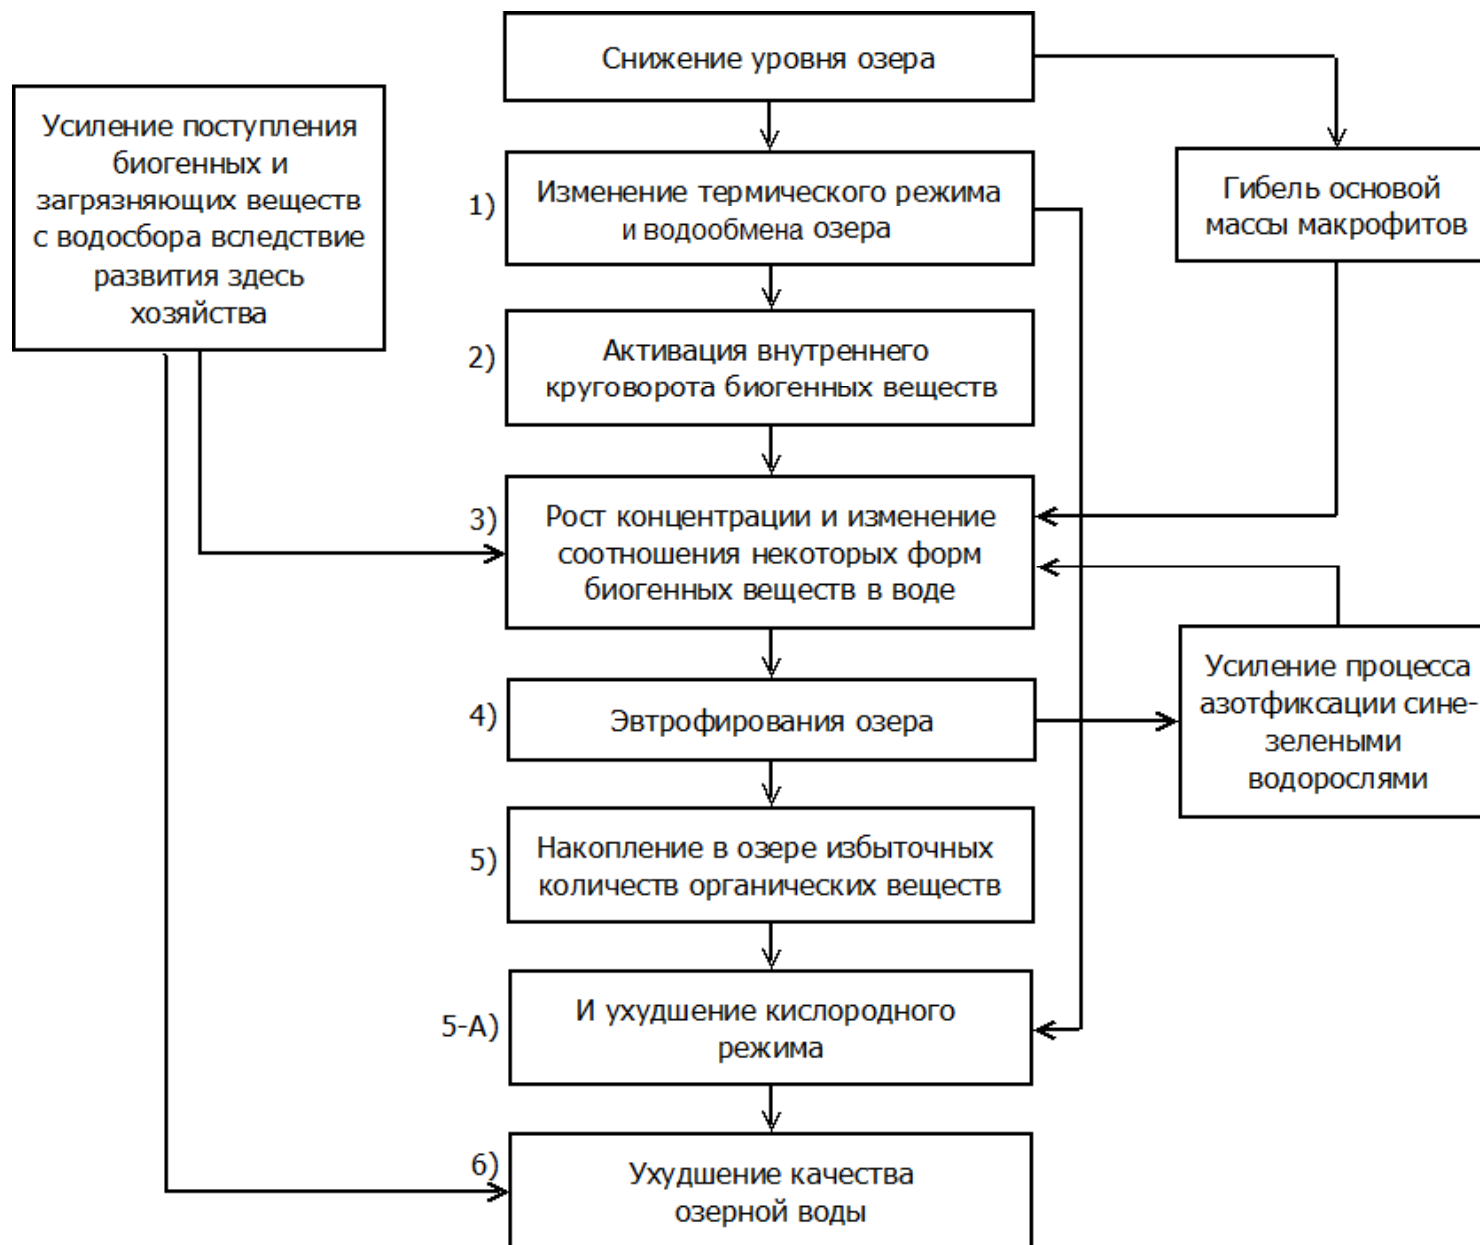 Снижение уровня озера
Усиление поступления
биогенных и
загрязняющих веществ
с водосбора вследствие
развития здесь
хозяйства
1)
Изменение термического режима
и водообмена озера
Гибель основой
массы макрофитов
2)
Активация внутреннего
круговорота биогенных веществ
3)
Рост концентрации и изменение
соотношения некоторых форм
биогенных веществ в воде
4)
Эвтрофирования озера
Усиление процесса
азотфиксации сине-
зелеными
водорослями
5)
Накопление в озере избыточных
количеств органических веществ
5-А)
И ухудшение кислородного
режима
6)
Ухудшение качества
озерной воды